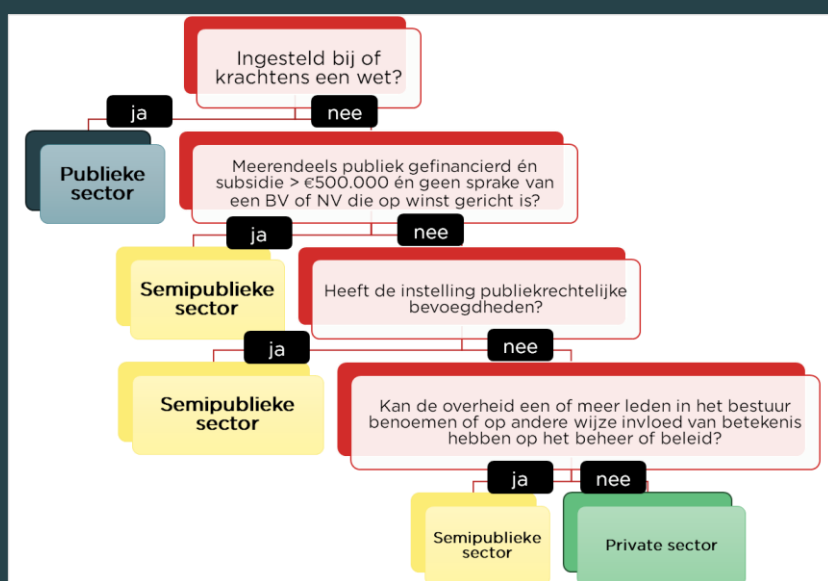 Ingesteld bij of
krachtens een wet?
ja
nee
Publieke
sector
Meerendeels publiek gefinancierd én
subsidie > €500.000 én geen sprake van
een BV of NV die op winst gericht is?
ja
nee
Semipublieke
sector
Heeft de instelling publiekrechtelijke
bevoegdheden?
ja
nee
Semipublieke
sector
Kan de overheid een of meer leden in het bestuur
benoemen of op andere wijze invloed van betekenis
hebben op het beheer of beleid?
ja
nee
Semipublieke
sector
Private sector